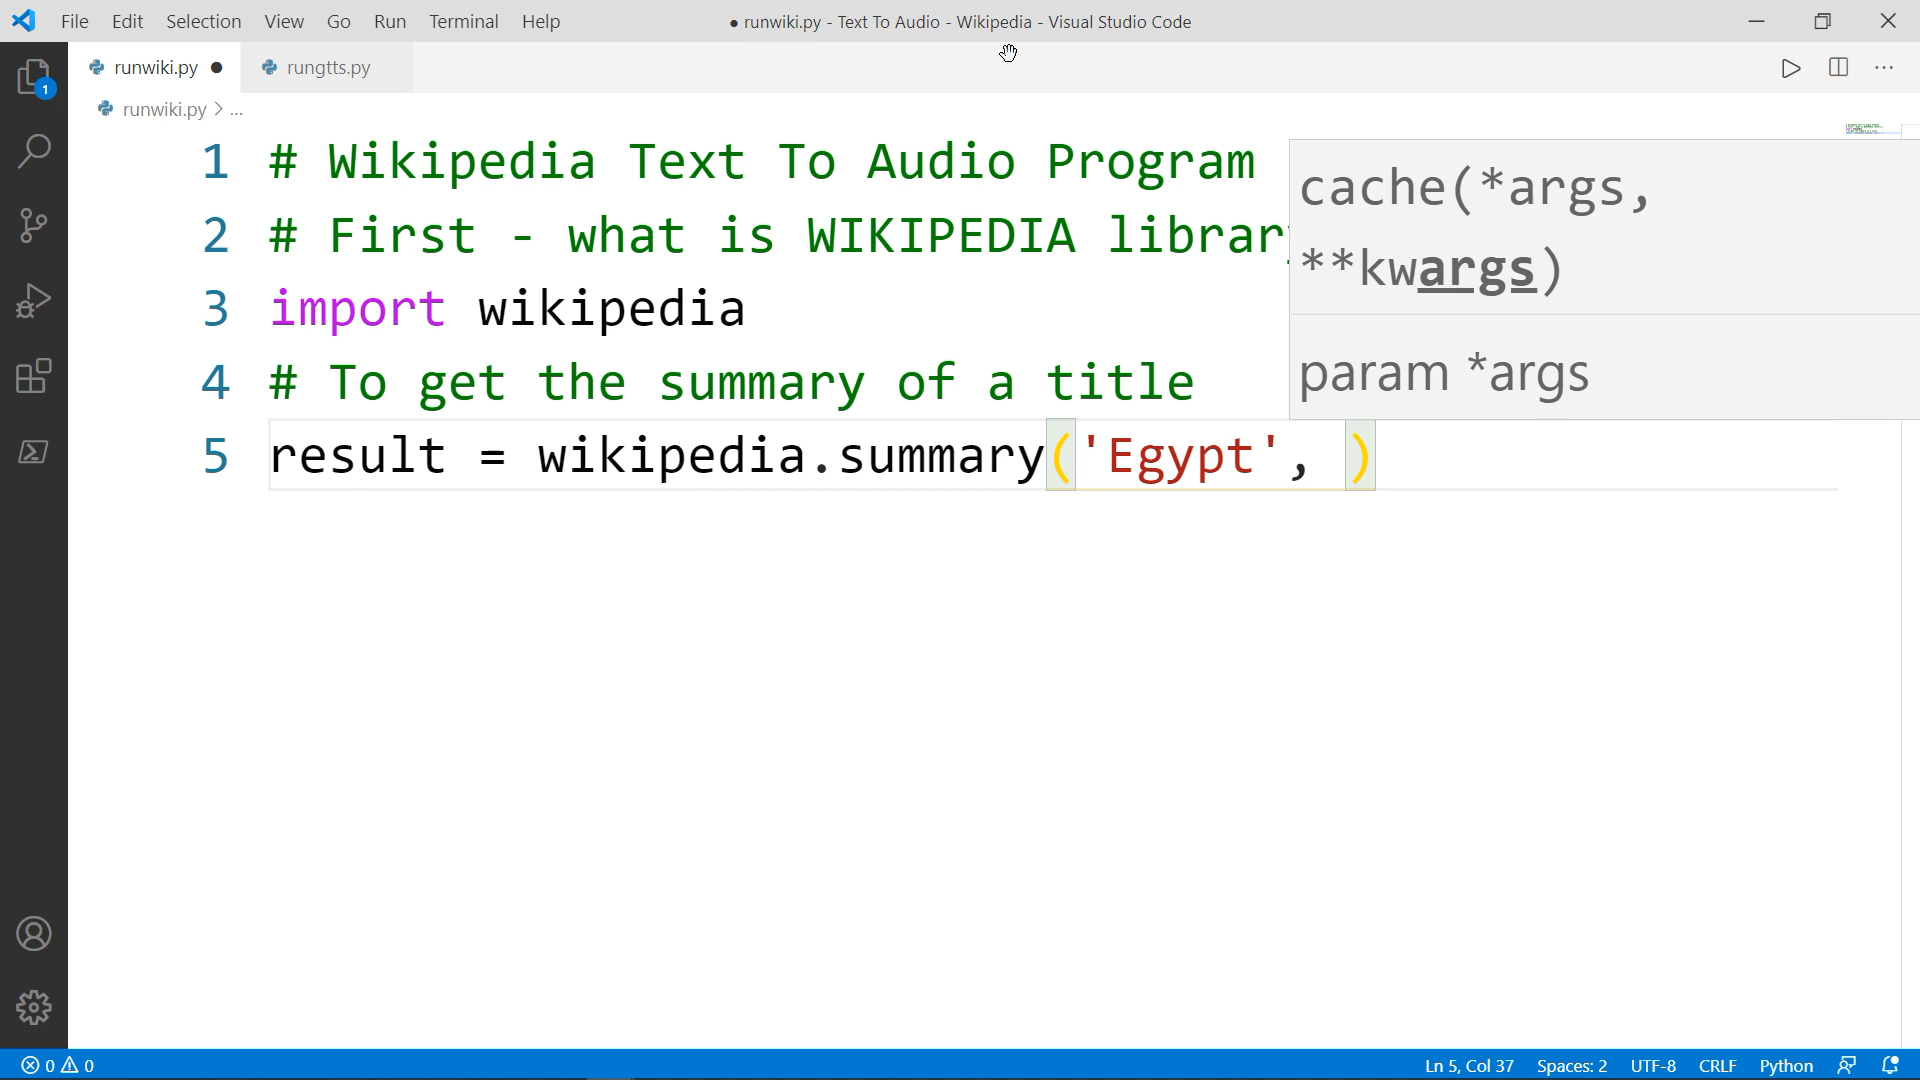 File Edit Selection View Go Run Terminal Help
● runwiki.py - Text To Audio - Wikipedia - Visual Studio Code
runwiki.py ● rungtts.py
runwiki.py > ...
1 # Wikipedia Text To Audio Program
2 # First - what is WIKIPEDIA
3 import wikipedia
4 # To get the summary of a title
5 result = wikipedia.summary('Egypt', )
cache(*args,
**kwargs)
param *args
1
0 0
Ln 5, Col 37 Spaces: 2 UTF-8 CRLF Python